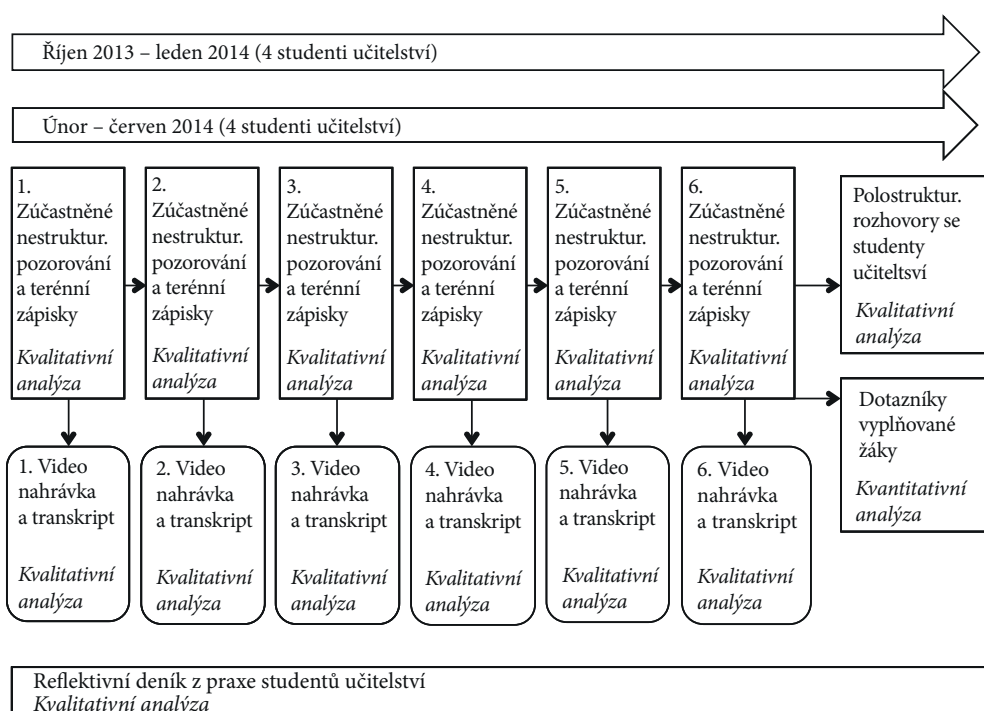 Říjen 2013 – leden 2014 (4 studenti učitelství)
Únor – červen 2014 (4 studenti učitelství)
1.
Zúčastněné
nestruktur.
pozorování
a terénní
zápisky
Kvalitativní
analýza
2.
Zúčastněné
nestruktur.
pozorování
a terénní
zápisky
Kvalitativní
analýza
3.
Zúčastněné
nestruktur.
pozorování
a terénní
zápisky
Kvalitativní
analýza
4.
Zúčastněné
nestruktur.
pozorování
a terénní
zápisky
Kvalitativní
analýza
5.
Zúčastněné
nestruktur.
pozorování
a terénní
zápisky
Kvalitativní
analýza
6.
Zúčastněné
nestruktur.
pozorování
a terénní
zápisky
Kvalitativní
analýza
Polostruktur.
rozhovory se
studenty
učiteltsví
Kvalitativní
analýza
Dotazníky
vyplňované
žáky
Kvantitativní
analýza
1. Video
nahrávka
a transkript
Kvalitativní
analýza
2. Video
nahrávka
a transkript
Kvalitativní
analýza
3. Video
nahrávka
a transkript
Kvalitativní
analýza
4. Video
nahrávka
a transkript
Kvalitativní
analýza
5. Video
nahrávka
a transkript
Kvalitativní
analýza
6. Video
nahrávka
a transkript
Kvalitativní
analýza
Reflektivní deník z praxe studentů učitelství
Kvalitativní analýza